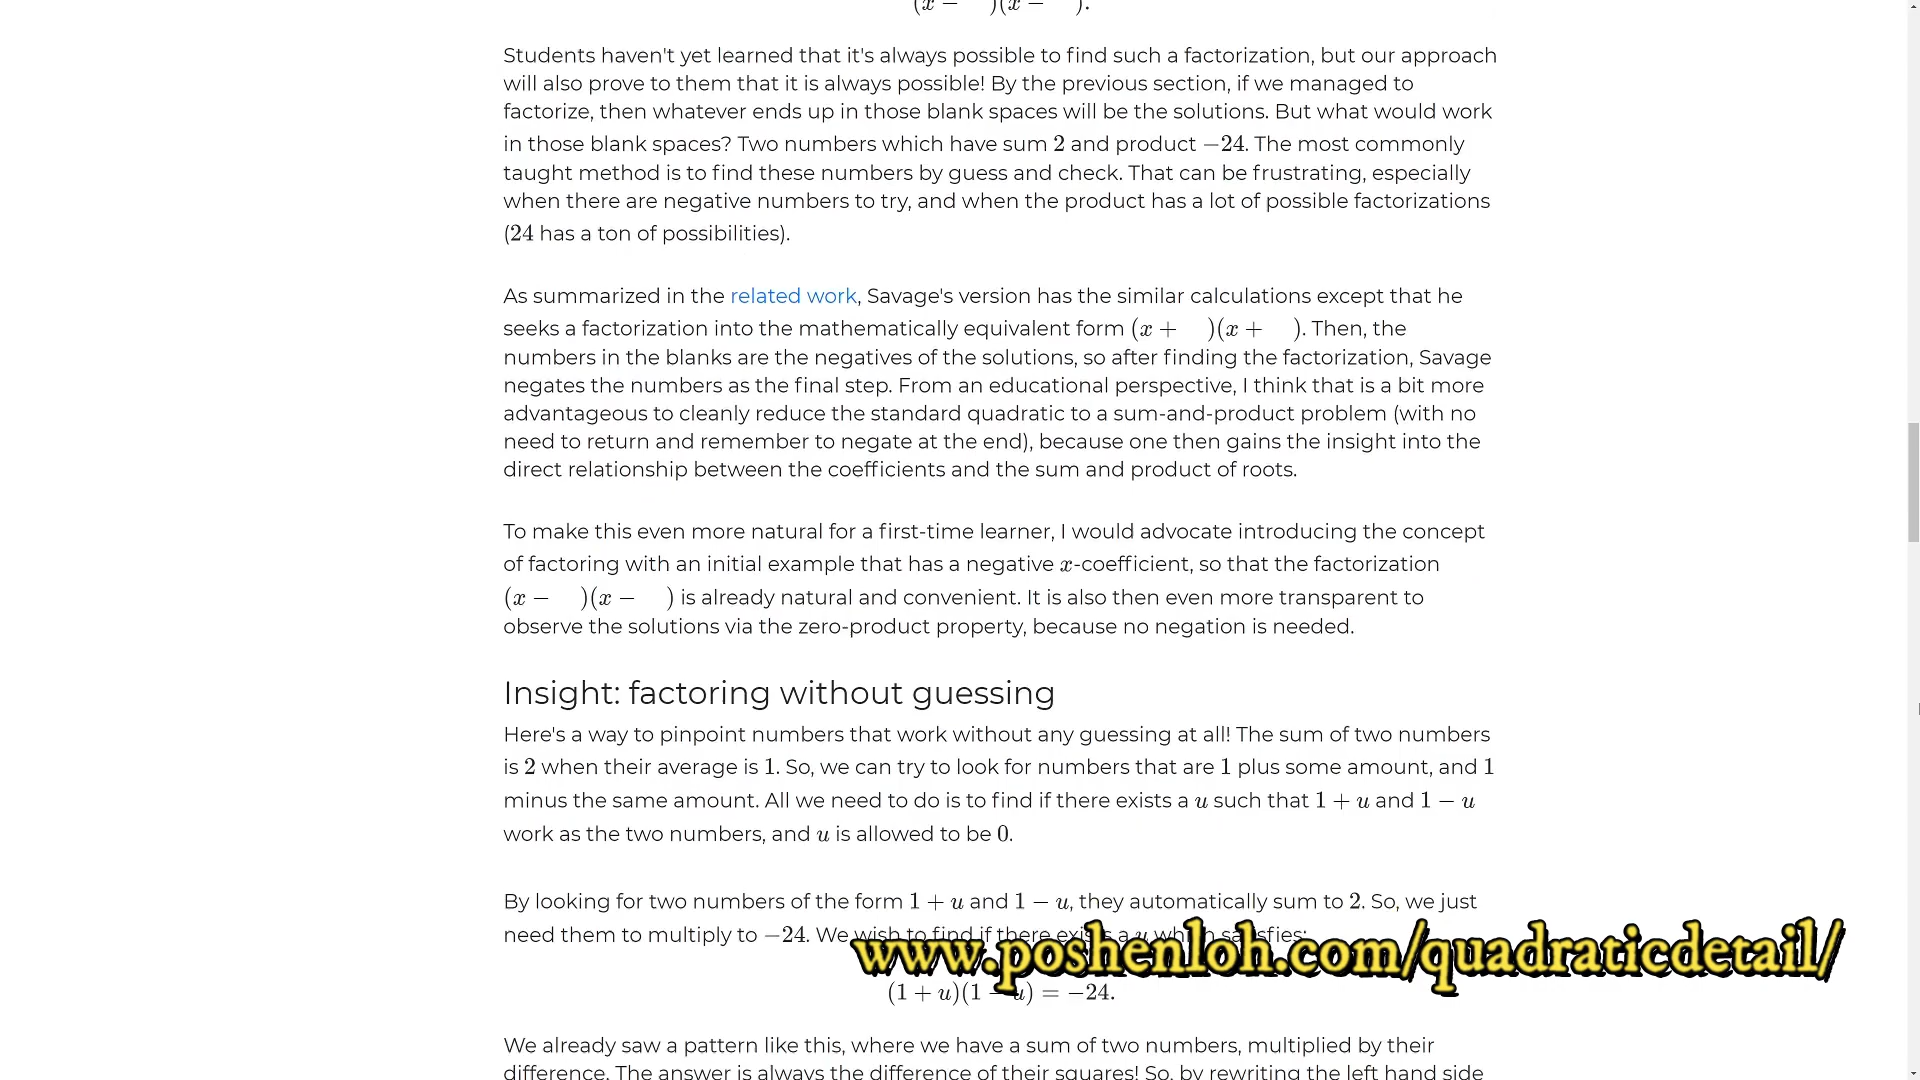 (x −    )(x −    ).
Students haven't yet learned that it's always possible to find such a factorization, but our approach
will also prove to them that it is always possible! By the previous section, if we managed to
factorize, then whatever ends up in those blank spaces will be the solutions. But what would work
in those blank spaces? Two numbers which have sum 2 and product −24. The most commonly
taught method is to find these numbers by guess and check. That can be frustrating, especially
when there are negative numbers to try, and when the product has a lot of possible factorizations
(24 has a ton of possibilities).
As summarized in the related work, Savage's version has the similar calculations except that he
seeks a factorization into the mathematically equivalent form (x +    )(x +    ). Then, the
numbers in the blanks are the negatives of the solutions, so after finding the factorization, Savage
negates the numbers as the final step. From an educational perspective, I think that is a bit more
advantageous to cleanly reduce the standard quadratic to a sum-and-product problem (with no
need to return and remember to negate at the end), because one then gains the insight into the
direct relationship between the coefficients and the sum and product of roots.
To make this even more natural for a first-time learner, I would advocate introducing the concept
of factoring with an initial example that has a negative x-coefficient, so that the factorization
(x −    )(x −    ) is already natural and convenient. It is also then even more transparent to
observe the solutions via the zero-product property, because no negation is needed.
Insight: factoring without guessing
Here's a way to pinpoint numbers that work without any guessing at all! The sum of two numbers
is 2 when their average is 1. So, we can try to look for numbers that are 1 plus some amount, and 1
minus the same amount. All we need to do is to find if there exists a u such that 1 + u and 1 − u
work as the two numbers, and u is allowed to be 0.
By looking for two numbers of the form 1 + u and 1 − u, they automatically sum to 2. So, we just
need them to multiply to −24. We wish to find if there exists a u which satisfies:
www.poshenloh.com/quadraticdetail/
(1 + u)(1 − u) = −24.
We already saw a pattern like this, where we have a sum of two numbers, multiplied by their
difference. The answer is always the difference of their squares! So, by rewriting the left hand side